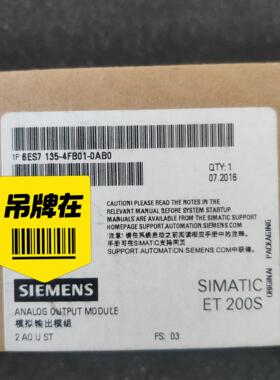 1P 6ES7 135-4FB01-0AB0
QTY: 1
07.2016
吊牌在
CAUTION! PLEASE READ THE NOTES IN THE
RELEVANT MANUAL BEFORE SYSTEM STARTUP.
MANUALS ARE AVAILABLE FROM THE SIMATIC SUPPORT
HOMEPAGE SUPPORT.AUTOMATION.SIEMENS.COM
注意! 请在系统启动之前阅读相应手册中的注意
事项。手册可在SIMATIC支持网页
SUPPORT.AUTOMATION.SIEMENS.COM中获得。
SIEMENS
SIMATIC
ET 200S
ORIGINAL PACKAGING
ANALOG OUTPUT MODULE
模拟输出模组
2 AO U ST
FS: 03